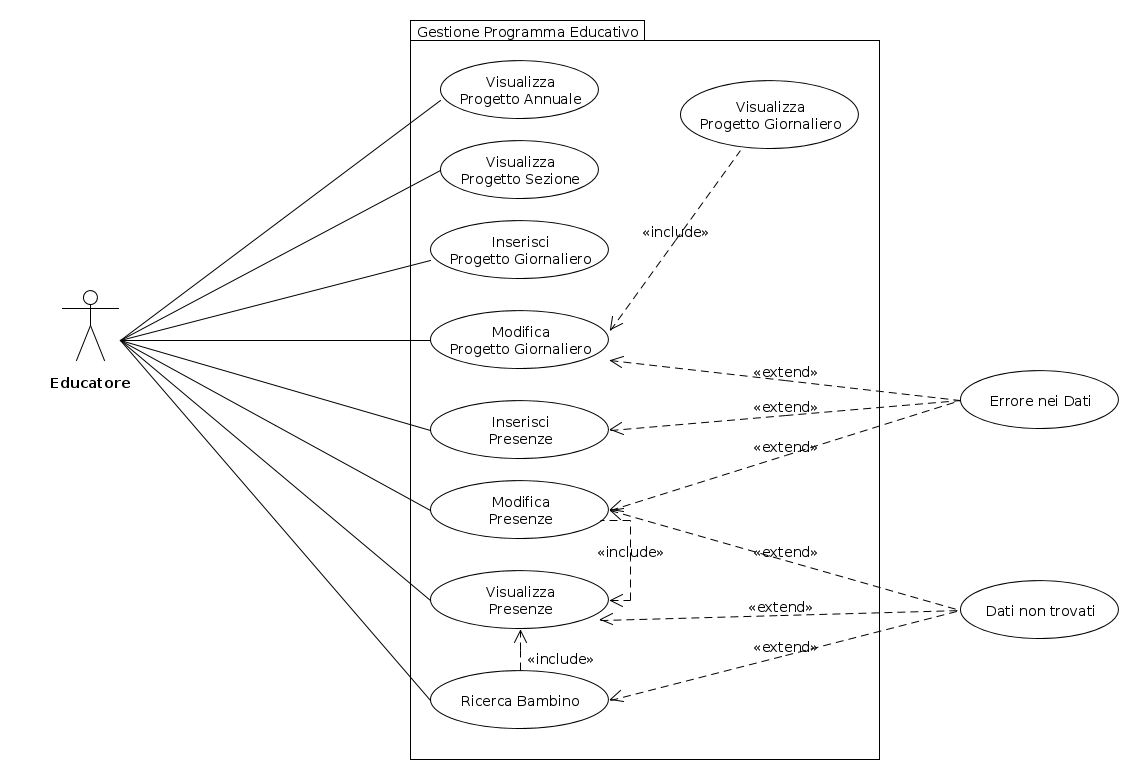 Gestione Programma Educativo
Visualizza
Progetto Annuale
Visualizza
Progetto Giornaliero
Visualizza
Progetto Sezione
«include»
Inserisci
Progetto Giornaliero
Educatore
Modifica
Progetto Giornaliero
«extend»
Errore nei Dati
«extend»
Inserisci
Presenze
«extend»
Modifica
Presenze
«include»
«extend»
Visualizza
Presenze
«extend»
Dati non trovati
«include»
«extend»
Ricerca Bambino